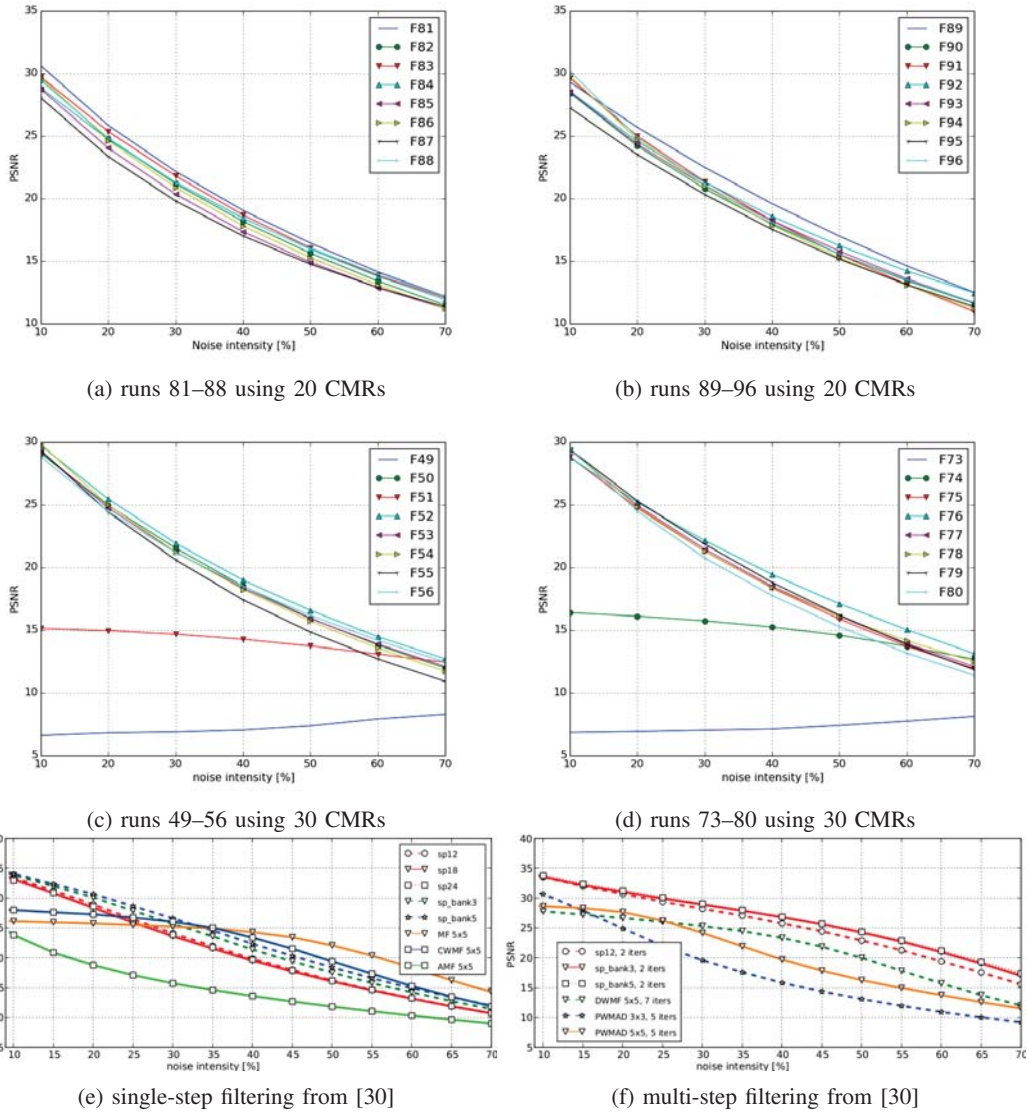 35
30
25
20
15
10
PSNR
10 20 30 40 50 60 70
Noise intensity [%]
F81
F82
F83
F84
F85
F86
F87
F88
(a) runs 81–88 using 20 CMRs
35
30
25
20
15
10
PSNR
10 20 30 40 50 60 70
Noise intensity [%]
F89
F90
F91
F92
F93
F94
F95
F96
(b) runs 89–96 using 20 CMRs
30
25
20
15
10
5
PSNR
10 20 30 40 50 60 70
noise intensity [%]
F49
F50
F51
F52
F53
F54
F55
F56
(c) runs 49–56 using 30 CMRs
30
25
20
15
10
5
PSNR
10 20 30 40 50 60 70
noise intensity [%]
F73
F74
F75
F76
F77
F78
F79
F80
(d) runs 73–80 using 30 CMRs
10 15 20 25 30 35 40 45 50 55 60 65 70
noise intensity [%]
sp12
sp18
sp24
sp_bank3
sp_bank5
MF 5x5
CWMF 5x5
AMF 5x5
(e) single-step filtering from [30]
40
35
30
25
20
15
10
5
PSNR
10 15 20 25 30 35 40 45 50 55 60 65 70
noise intensity [%]
sp12, 2 iters
sp_bank3, 2 iters
sp_bank5, 2 iters
DWMF 5x5, 7 iters
PWMAD 3x3, 5 iters
PWMAD 5x5, 5 iters
(f) multi-step filtering from [30]